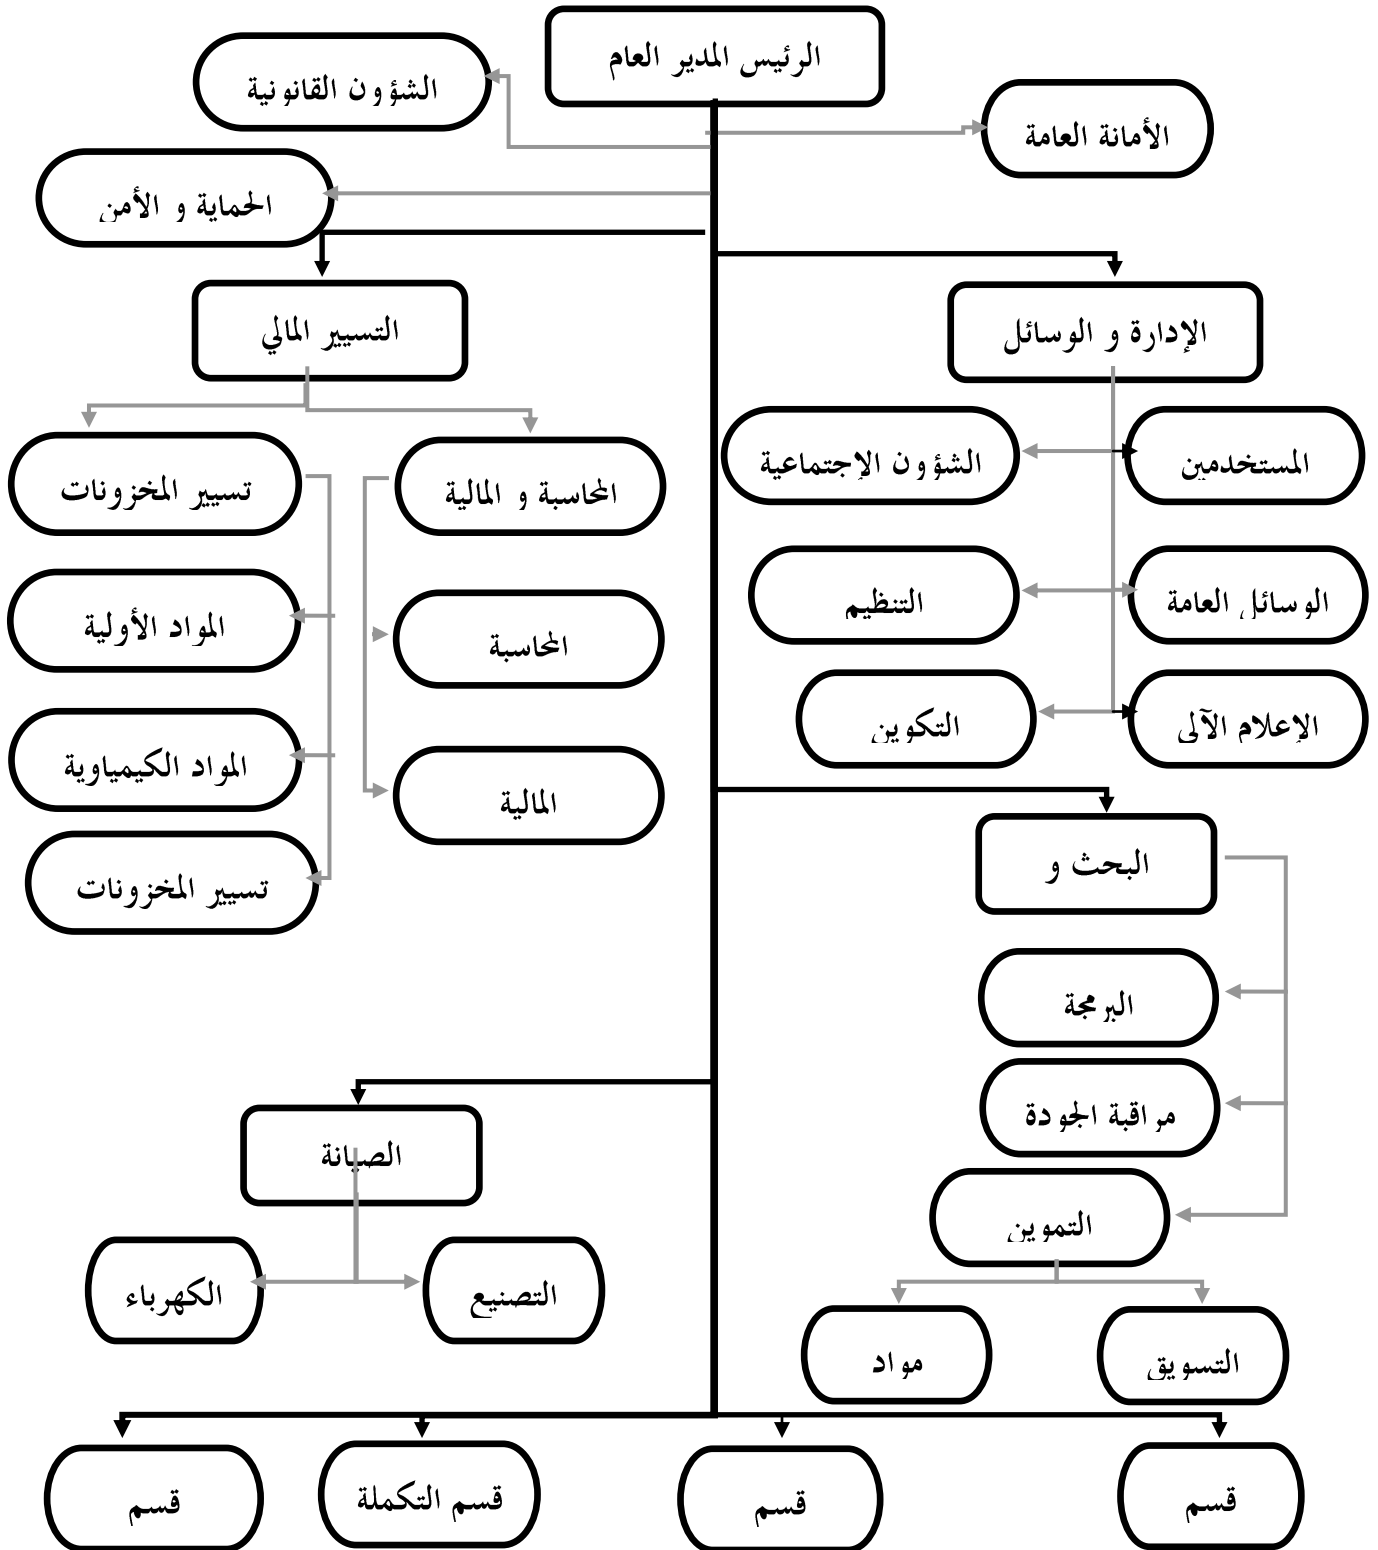 الرئيس المدير العام
الشؤون القانونية
الأمانة العامة
الحماية و الأمن
الإدارة و الوسائل
التسيير المالي
المستخدمين
الشؤون الإجتماعية
المحاسبة و المالية
تسيير المخزونات
الوسائل العامة
التنظيم
المحاسبة
المواد الأولية
الإعلام الآلي
التكوين
المالية
المواد الكيمياوية
البحث و
تسيير المخزونات
البرمجة
مراقبة الجودة
الصيانة
التموين
التصنيع
الكهرباء
التسويق
مواد
قسم
قسم
قسم التكملة
قسم